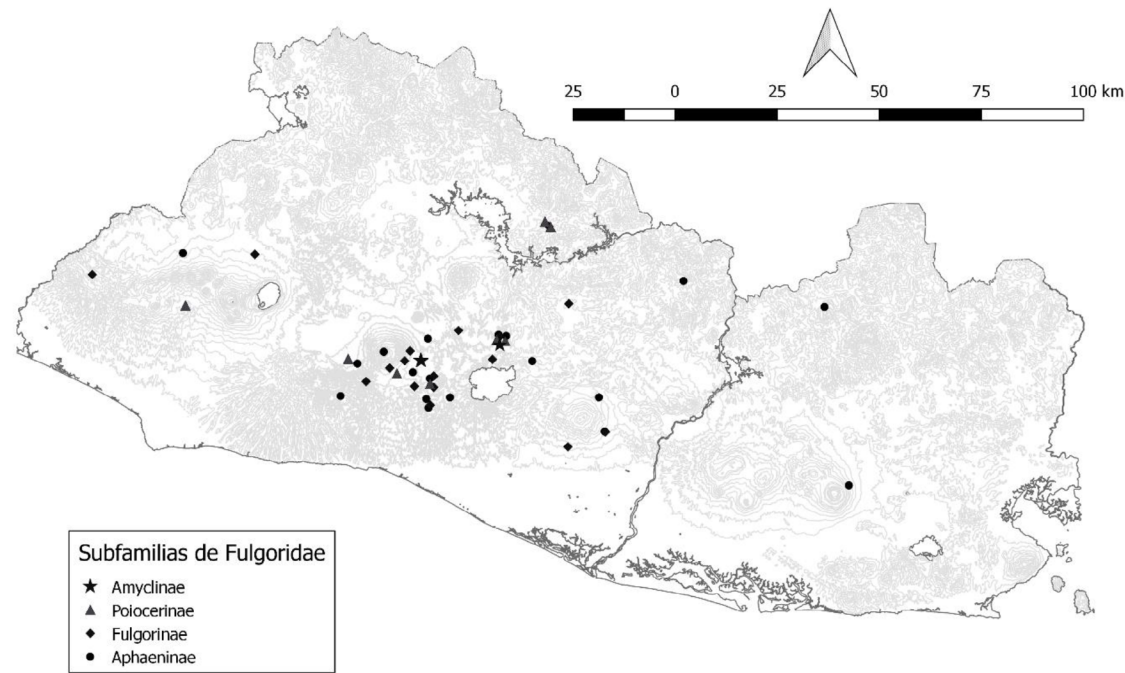 25 0 25 50 75 100 km
Subfamilias de Fulgoridae
Amyclinae
Poiocerinae
Fulgorinae
Aphaeninae